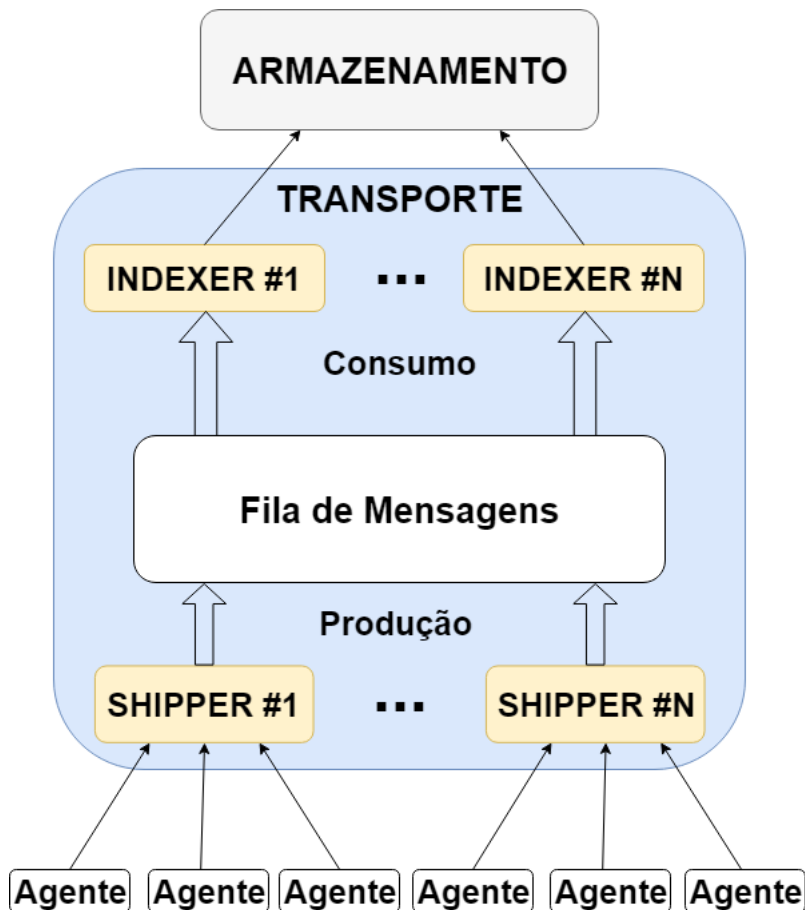 ARMAZENAMENTO
TRANSPORTE
INDEXER #1 ... INDEXER #N
Consumo
Fila de Mensagens
Produção
SHIPPER #1 ... SHIPPER #N
Agente Agente Agente Agente Agente Agente